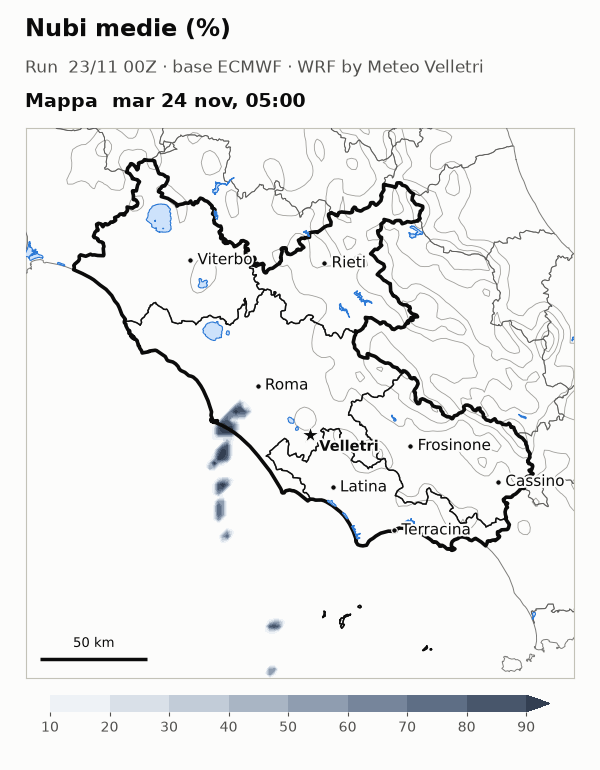 Nubi medie (%)
Run  23/11 00Z · base ECMWF · WRF by Meteo Velletri
Mappa  mar 24 nov, 05:00
Viterbo
Rieti
Roma
Velletri
Frosinone
Cassino
Latina
Terracina
50 km
10 20 30 40 50 60 70 80 90